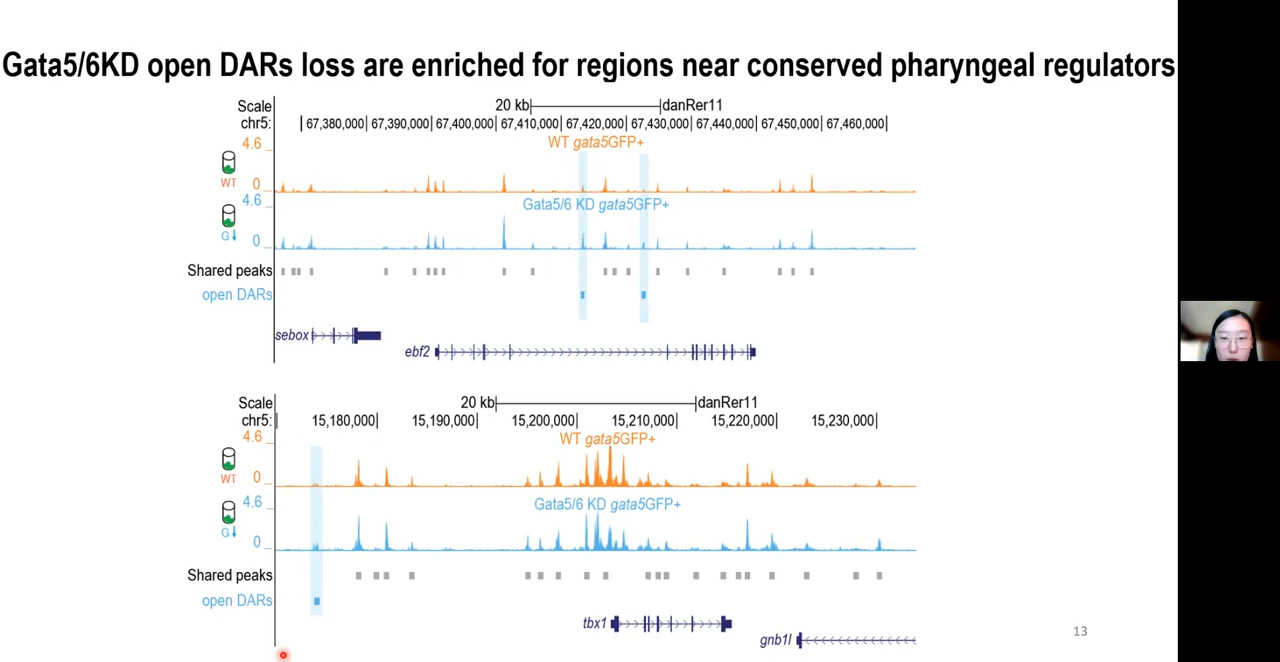 Gata5/6KD open DARs loss are enriched for regions near conserved pharyngeal regulators
Scale 20 kb danRer11
chr5: 67,380,000 67,390,000 67,400,000 67,410,000 67,420,000 67,430,000 67,440,000 67,450,000 67,460,000
4.6 WT gata5GFP+
WT 0
4.6 Gata5/6 KD gata5GFP+
G↓ 0
Shared peaks
open DARs
sebox
ebf2
Scale 20 kb danRer11
chr5: 15,180,000 15,190,000 15,200,000 15,210,000 15,220,000 15,230,000
4.6 WT gata5GFP+
WT 0
4.6 Gata5/6 KD gata5GFP+
G↓ 0
Shared peaks
open DARs
tbx1
gnb1l
13